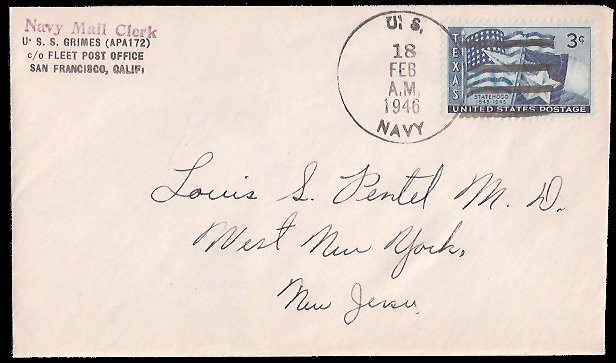 Navy Mail Clerk
U. S. S. GRIMES (APA172)
c/o FLEET POST OFFICE
SAN FRANCISCO, CALIF.
U. S.
18
FEB
A.M.
1946
NAVY
TEXAS
3¢
STATEHOOD
1845-1945
UNITED STATES POSTAGE
Louis S. Pentel M. D.
West New York,
New Jersey